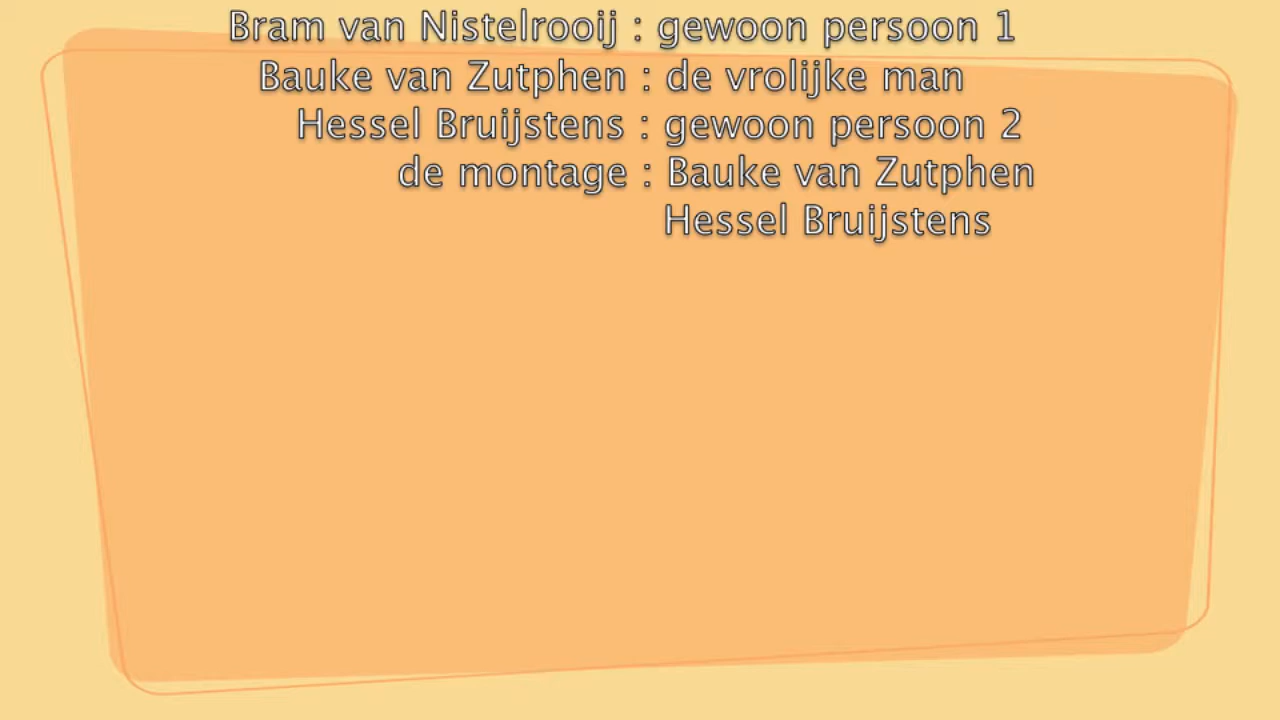 Bram van Nistelrooij : gewoon persoon 1
Bauke van Zutphen : de vrolijke man
Hessel Bruijstens : gewoon persoon 2
de montage : Bauke van Zutphen
Hessel Bruijstens